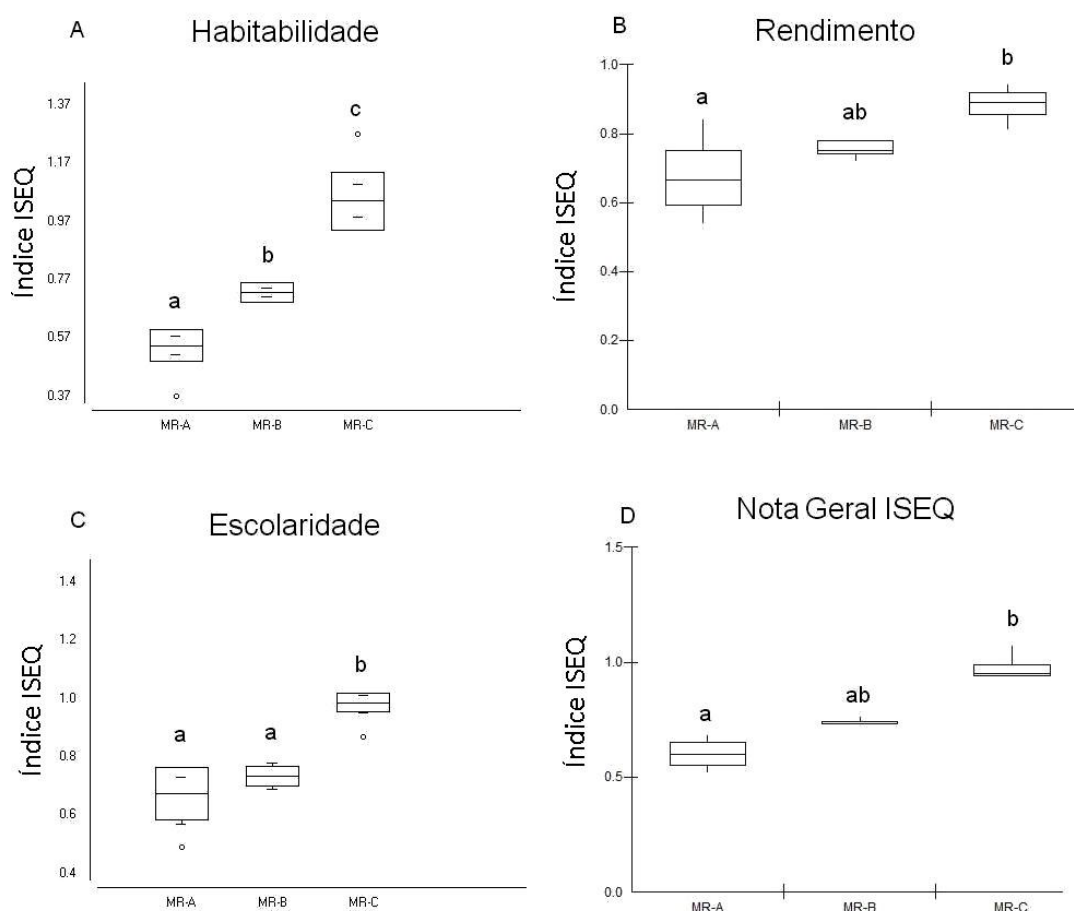 A
Habitabilidade
Índice ISEQ
1.37
1.17
0.97
0.77
0.57
0.37
a
b
c
MR-A MR-B MR-C
B
Rendimento
Índice ISEQ
1.0
0.8
0.6
0.4
0.2
0.0
a
ab
b
MR-A MR-B MR-C
C
Escolaridade
Índice ISEQ
1.4
1.2
1.0
0.8
0.6
0.4
a
a
b
MR-A MR-B MR-C
D
Nota Geral ISEQ
Índice ISEQ
1.5
1.0
0.5
0.0
a
ab
b
MR-A MR-B MR-C